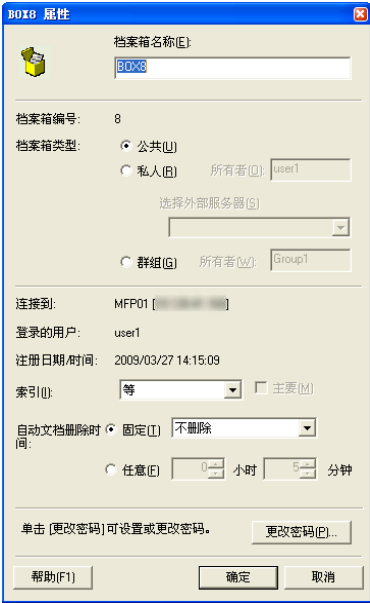 BOX8 属性
档案箱名称(E):
BOX8
档案箱编号: 8
档案箱类型: 公共(U)
私人(R) 所有者(O): user1
选择外部服务器(S)
群组(G) 所有者(W): Group1
连接到: MFP01 [
登录的用户: user1
注册日期/时间: 2009/03/27 14:15:09
索引(I): 等 主要(M)
自动文档删除时间: 固定(T) 不删除
任意(F) 0 小时 5 分钟
单击 [更改密码]可设置或更改密码。 更改密码(P)...
帮助(F1) 确定 取消